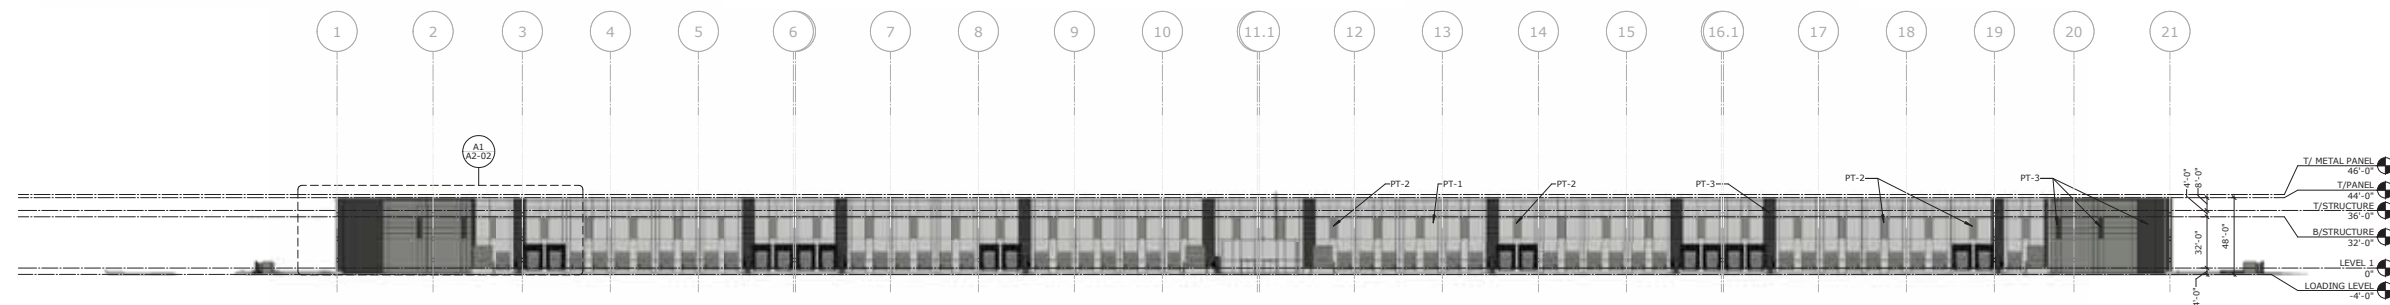 1 2 3 4 5 6 7 8 9 10 11.1 12 13 14 15 16.1 17 18 19 20 21
A1
A2-02
PT-2 PT-1 PT-2 PT-3 PT-2 PT-3
T/ METAL PANEL
46'-0"
T/PANEL
44'-0"
T/STRUCTURE
36'-0"
B/STRUCTURE
32'-0"
LEVEL 1
0"
LOADING LEVEL
-4'-0"
4'-0"
8'-0"
32'-0"
48'-0"